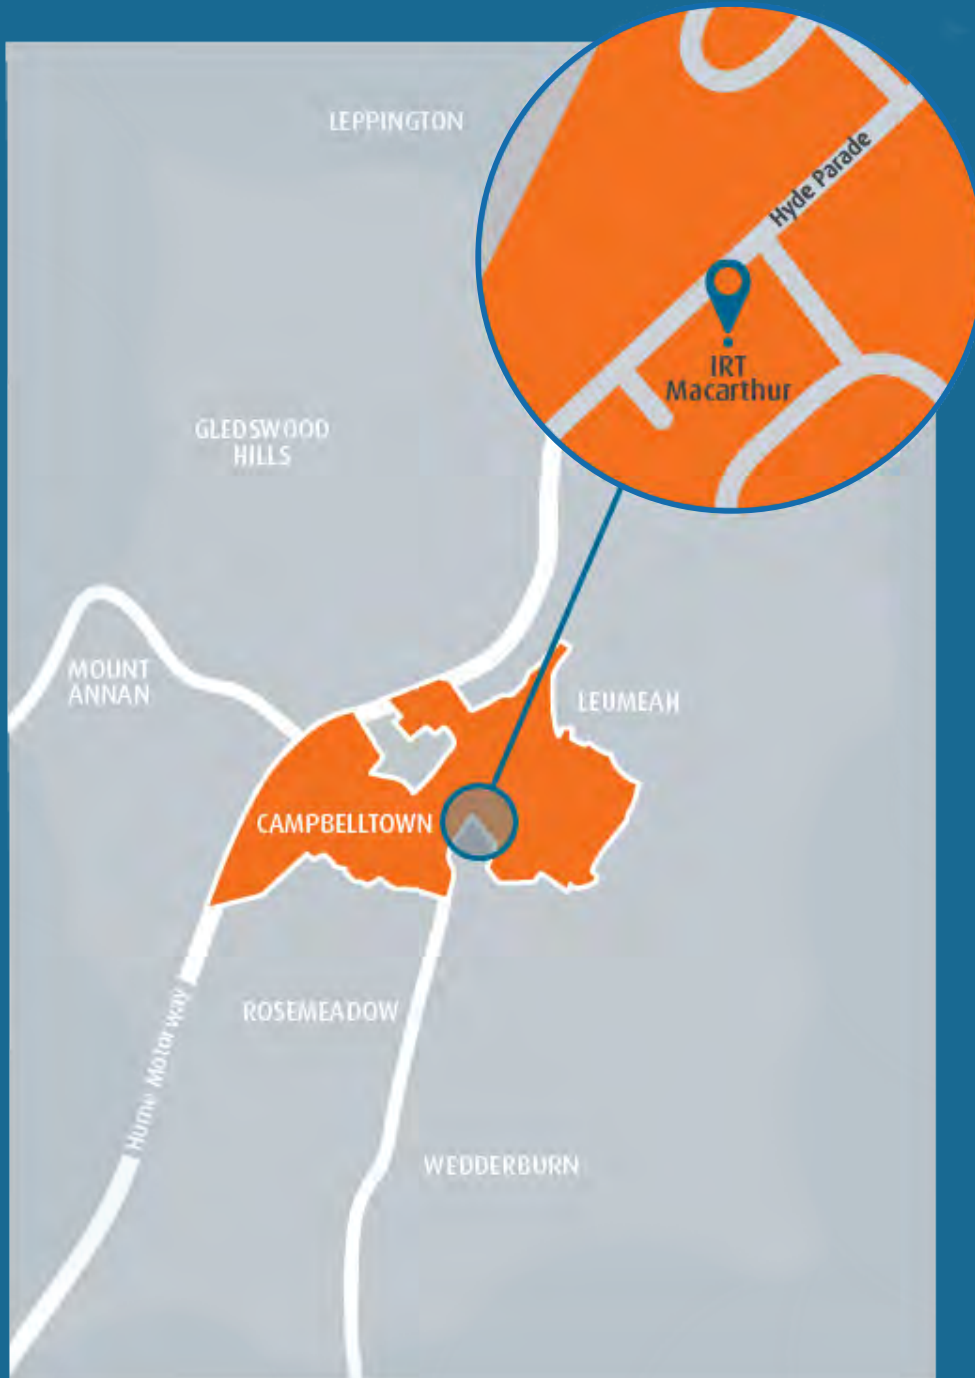 LEPPINGTON
Hyde Parade
IRT
Macarthur
GLEDSWOOD
HILLS
MOUNT
ANNAN
LEUMEAH
CAMPBELLTOWN
ROSEMEADOW
Hume Motorway
WEDDERBURN